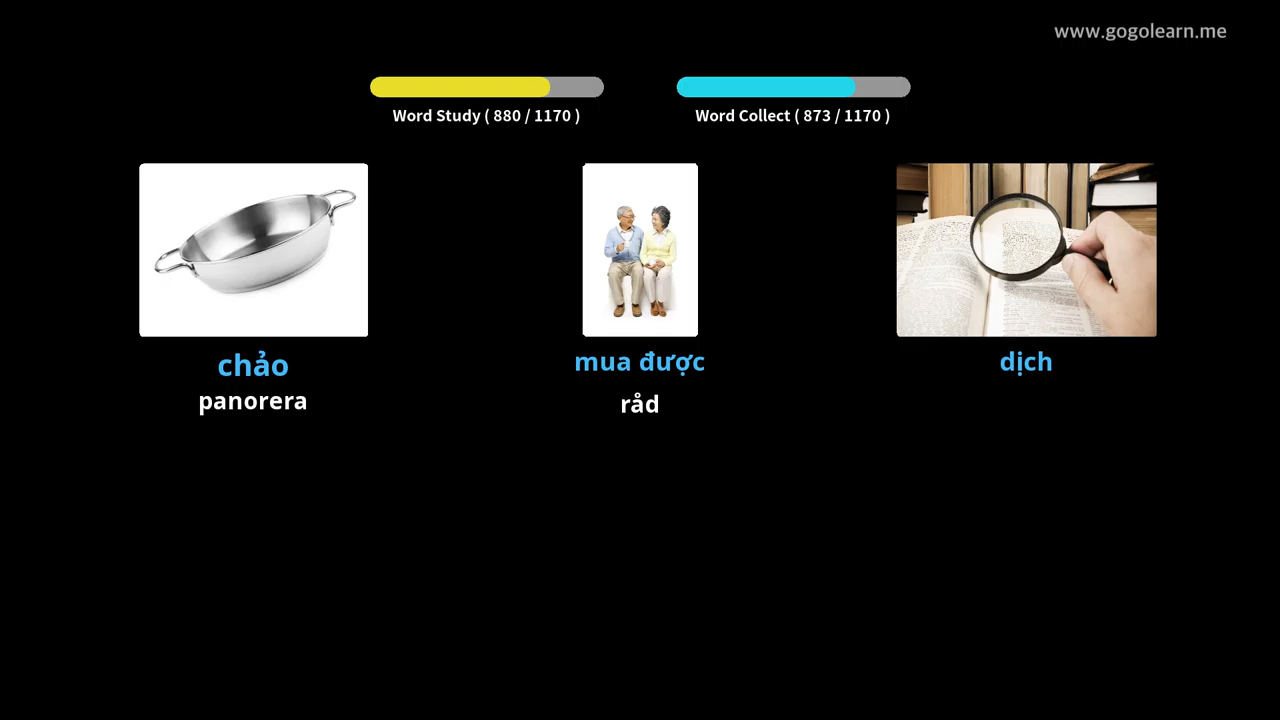 www.gogolearn.me
Word Study ( 880 / 1170 )
Word Collect ( 873 / 1170 )
chảo
panorera
mua được
råd
dịch